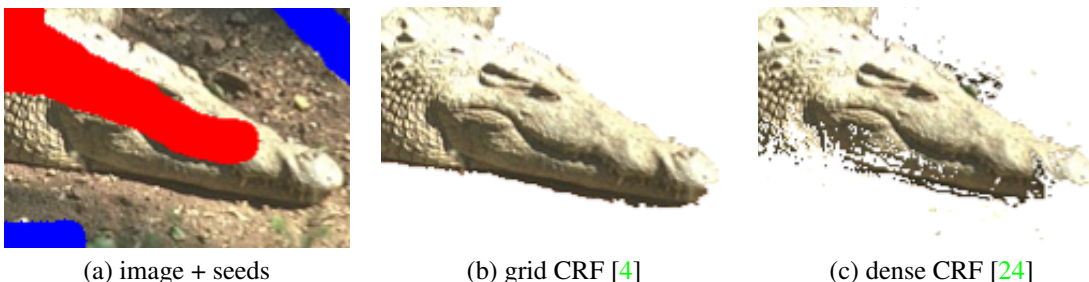 (a) image + seeds
(b) grid CRF [4]
(c) dense CRF [24]